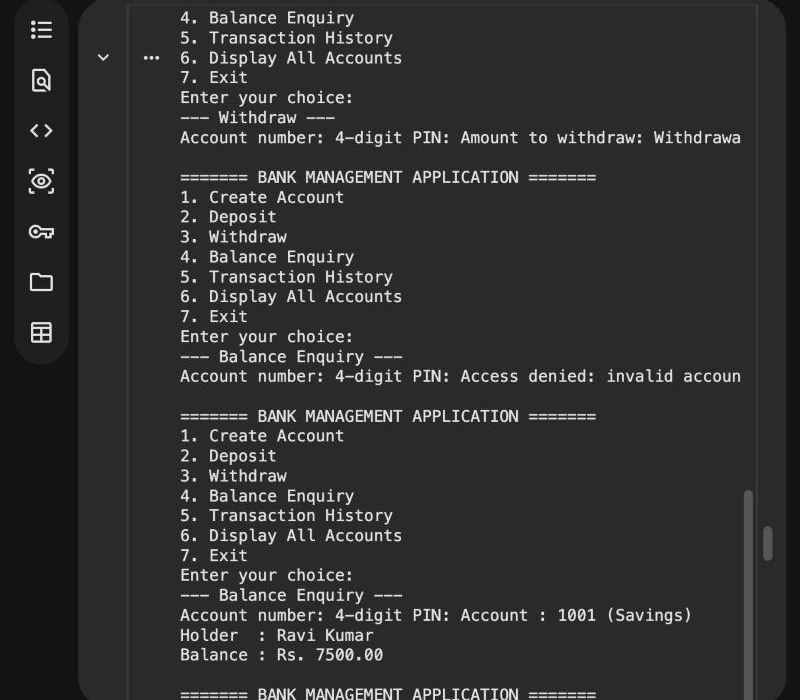 4. Balance Enquiry
5. Transaction History
6. Display All Accounts
7. Exit
Enter your choice:
--- Withdraw ---
Account number: 4-digit PIN: Amount to withdraw: Withdrawa

======= BANK MANAGEMENT APPLICATION =======
1. Create Account
2. Deposit
3. Withdraw
4. Balance Enquiry
5. Transaction History
6. Display All Accounts
7. Exit
Enter your choice:
--- Balance Enquiry ---
Account number: 4-digit PIN: Access denied: invalid accoun

======= BANK MANAGEMENT APPLICATION =======
1. Create Account
2. Deposit
3. Withdraw
4. Balance Enquiry
5. Transaction History
6. Display All Accounts
7. Exit
Enter your choice:
--- Balance Enquiry ---
Account number: 4-digit PIN: Account : 1001 (Savings)
Holder  : Ravi Kumar
Balance : Rs. 7500.00

======= BANK MANAGEMENT APPLICATION =======